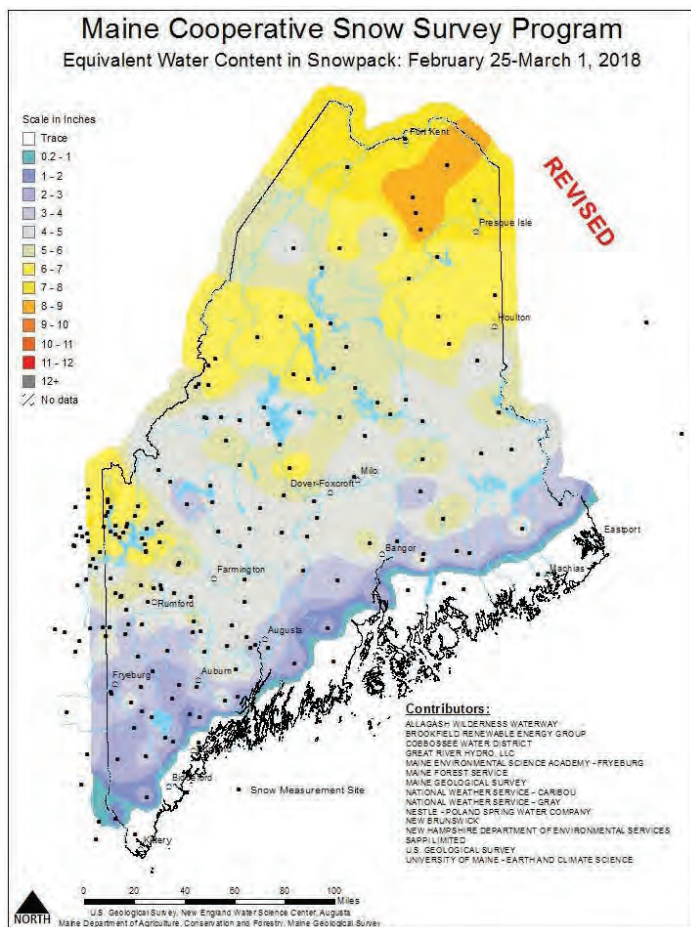 Maine Cooperative Snow Survey Program
Equivalent Water Content in Snowpack: February 25-March 1, 2018
Scale in Inches
Trace
0.2 - 1
1 - 2
2 - 3
3 - 4
4 - 5
5 - 6
6 - 7
7 - 8
8 - 9
9 - 10
10 - 11
11 - 12
12+
No data
REVISED
Fort Kent
Presque Isle
Houlton
Milo
Dover-Foxcroft
Eastport
Bangor
Machias
Farmington
Rumford
Augusta
Fryeburg
Auburn
Kittery
Snow Measurement Site
Contributors:
ALLAGASH WILDERNESS WATERWAY
BROOKFIELD RENEWABLE ENERGY GROUP
COBBOSSEE WATER DISTRICT
GREAT RIVER HYDRO, LLC
MAINE ENVIRONMENTAL SCIENCE ACADEMY - FRYEBURG
MAINE FOREST SERVICE
MAINE GEOLOGICAL SURVEY
NATIONAL WEATHER SERVICE - CARIBOU
NATIONAL WEATHER SERVICE - GRAY
NESTLE - POLAND SPRING WATER COMPANY
NEW BRUNSWICK
NEW HAMPSHIRE DEPARTMENT OF ENVIRONMENTAL SERVICES
SAPPI LIMITED
U.S. GEOLOGICAL SURVEY
UNIVERSITY OF MAINE - EARTH AND CLIMATE SCIENCE
NORTH
0 20 40 60 80 100
Miles
U.S. Geological Survey, New England Water Science Center, Augusta
Maine Department of Agriculture, Conservation and Forestry, Maine Geological Survey